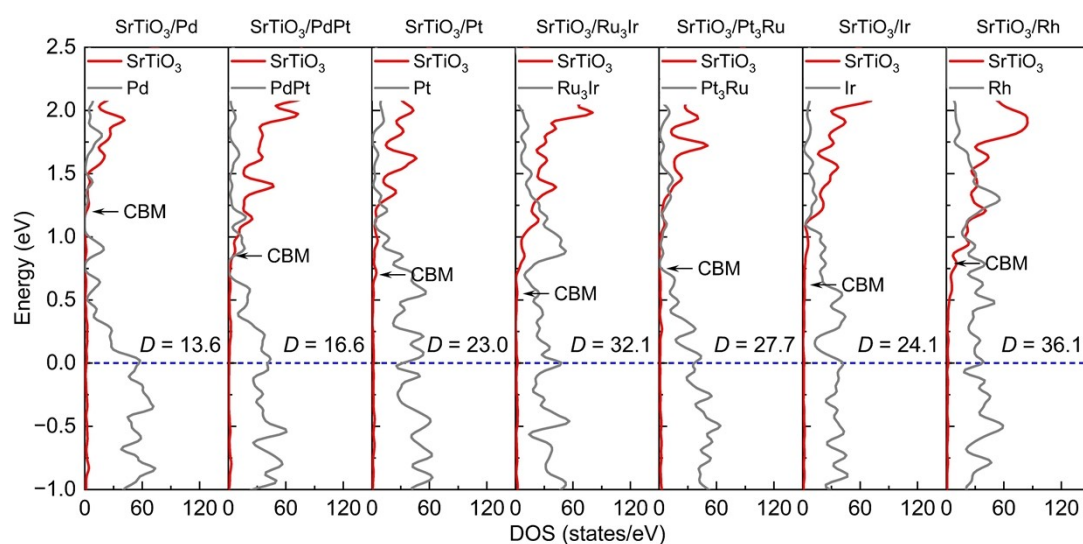 SrTiO₃/Pd SrTiO₃/PdPt SrTiO₃/Pt SrTiO₃/Ru₃Ir SrTiO₃/Pt₃Ru SrTiO₃/Ir SrTiO₃/Rh
SrTiO₃ SrTiO₃ SrTiO₃ SrTiO₃ SrTiO₃ SrTiO₃ SrTiO₃
Pd PdPt Pt Ru₃Ir Pt₃Ru Ir Rh
CBM CBM CBM CBM CBM CBM CBM
D = 13.6 D = 16.6 D = 23.0 D = 32.1 D = 27.7 D = 24.1 D = 36.1
Energy (eV)
2.5
2.0
1.5
1.0
0.5
0.0
−0.5
−1.0
0 60 120 0 60 120 0 60 120 0 60 120 0 60 120 0 60 120 0 60 120
DOS (states/eV)